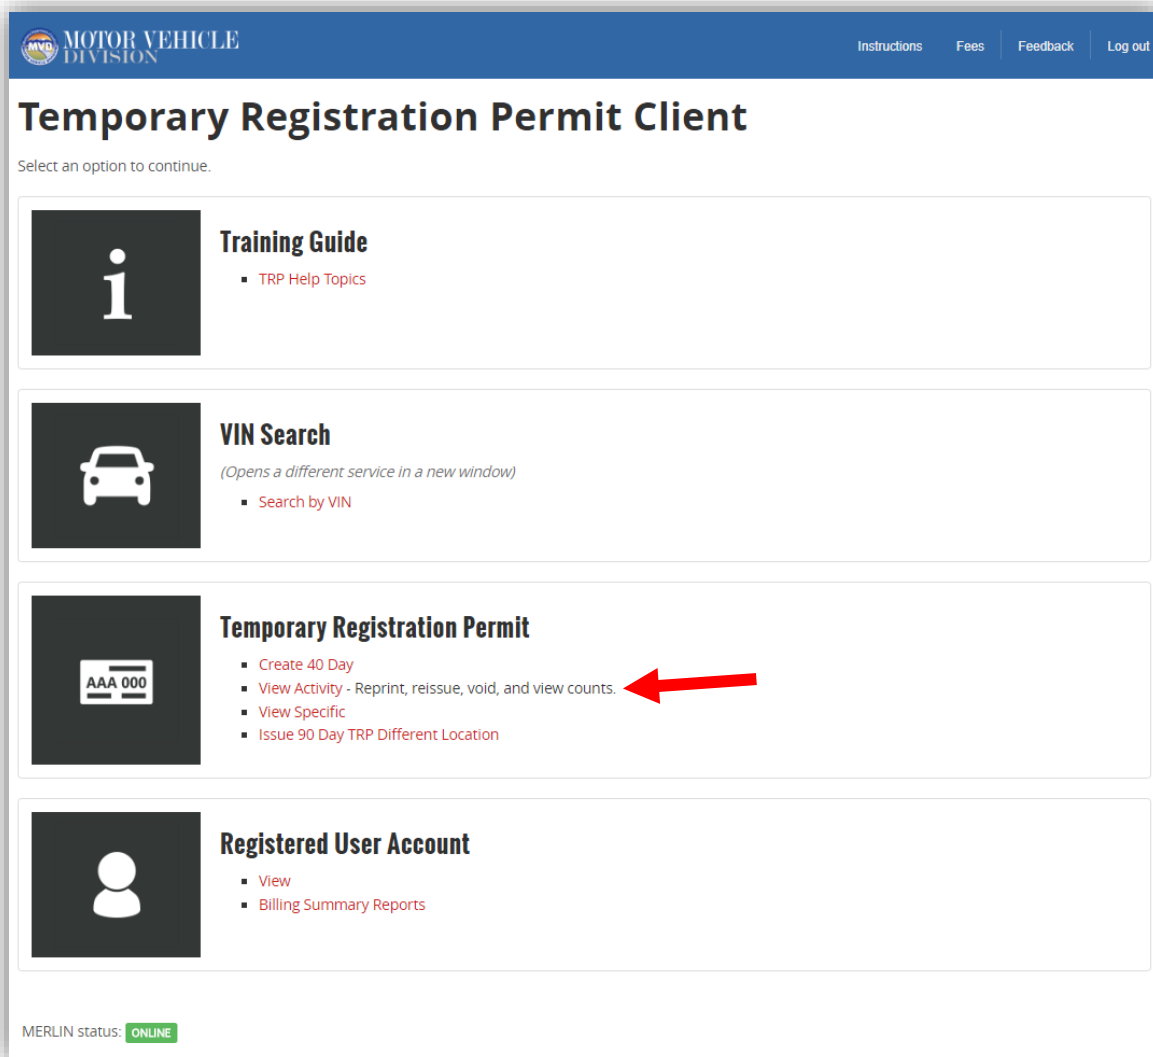 MVD
MOTOR VEHICLE
DIVISION
Instructions Fees Feedback Log out
Temporary Registration Permit Client
Select an option to continue.
i
Training Guide
TRP Help Topics
VIN Search
(Opens a different service in a new window)
Search by VIN
AAA 000
Temporary Registration Permit
Create 40 Day
View Activity - Reprint, reissue, void, and view counts.
View Specific
Issue 90 Day TRP Different Location
Registered User Account
View
Billing Summary Reports
MERLIN status: ONLINE